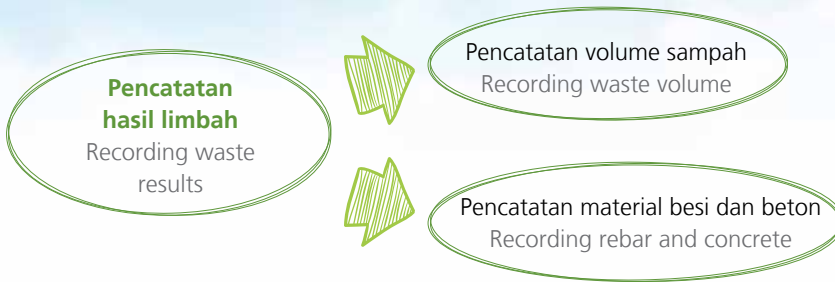 Pencatatan
hasil limbah
Recording waste
results
Pencatatan volume sampah
Recording waste volume
Pencatatan material besi dan beton
Recording rebar and concrete